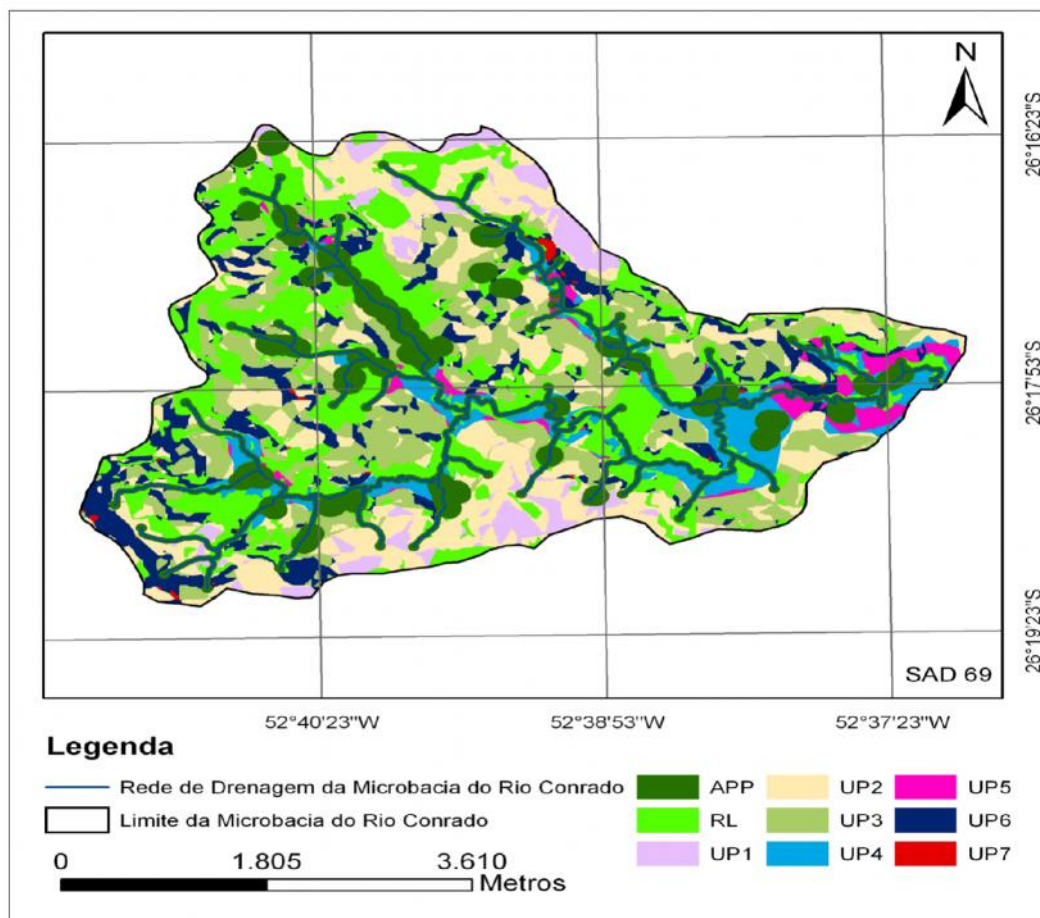 N
26°16'23"S
26°17'53"S
26°19'23"S
SAD 69
52°40'23"W 52°38'53"W 52°37'23"W
Legenda
Rede de Drenagem da Microbacia do Rio Conrado
Limite da Microbacia do Rio Conrado
0 1.805 3.610
Metros
APP UP2 UP5
RL UP3 UP6
UP1 UP4 UP7